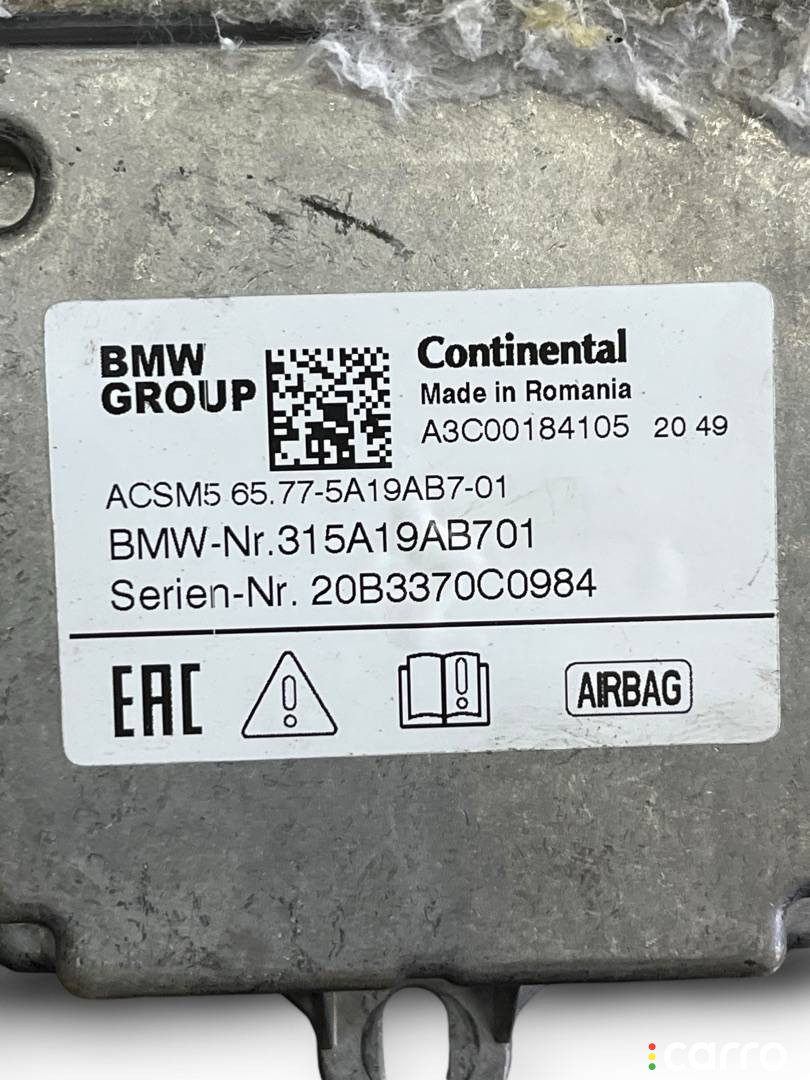 BMW
GROUP
Continental
Made in Romania
A3C00184105 20 49
ACSM5 65.77-5A19AB7-01
BMW-Nr.315A19AB701
Serien-Nr. 20B3370C0984
EAC
AIRBAG
carro